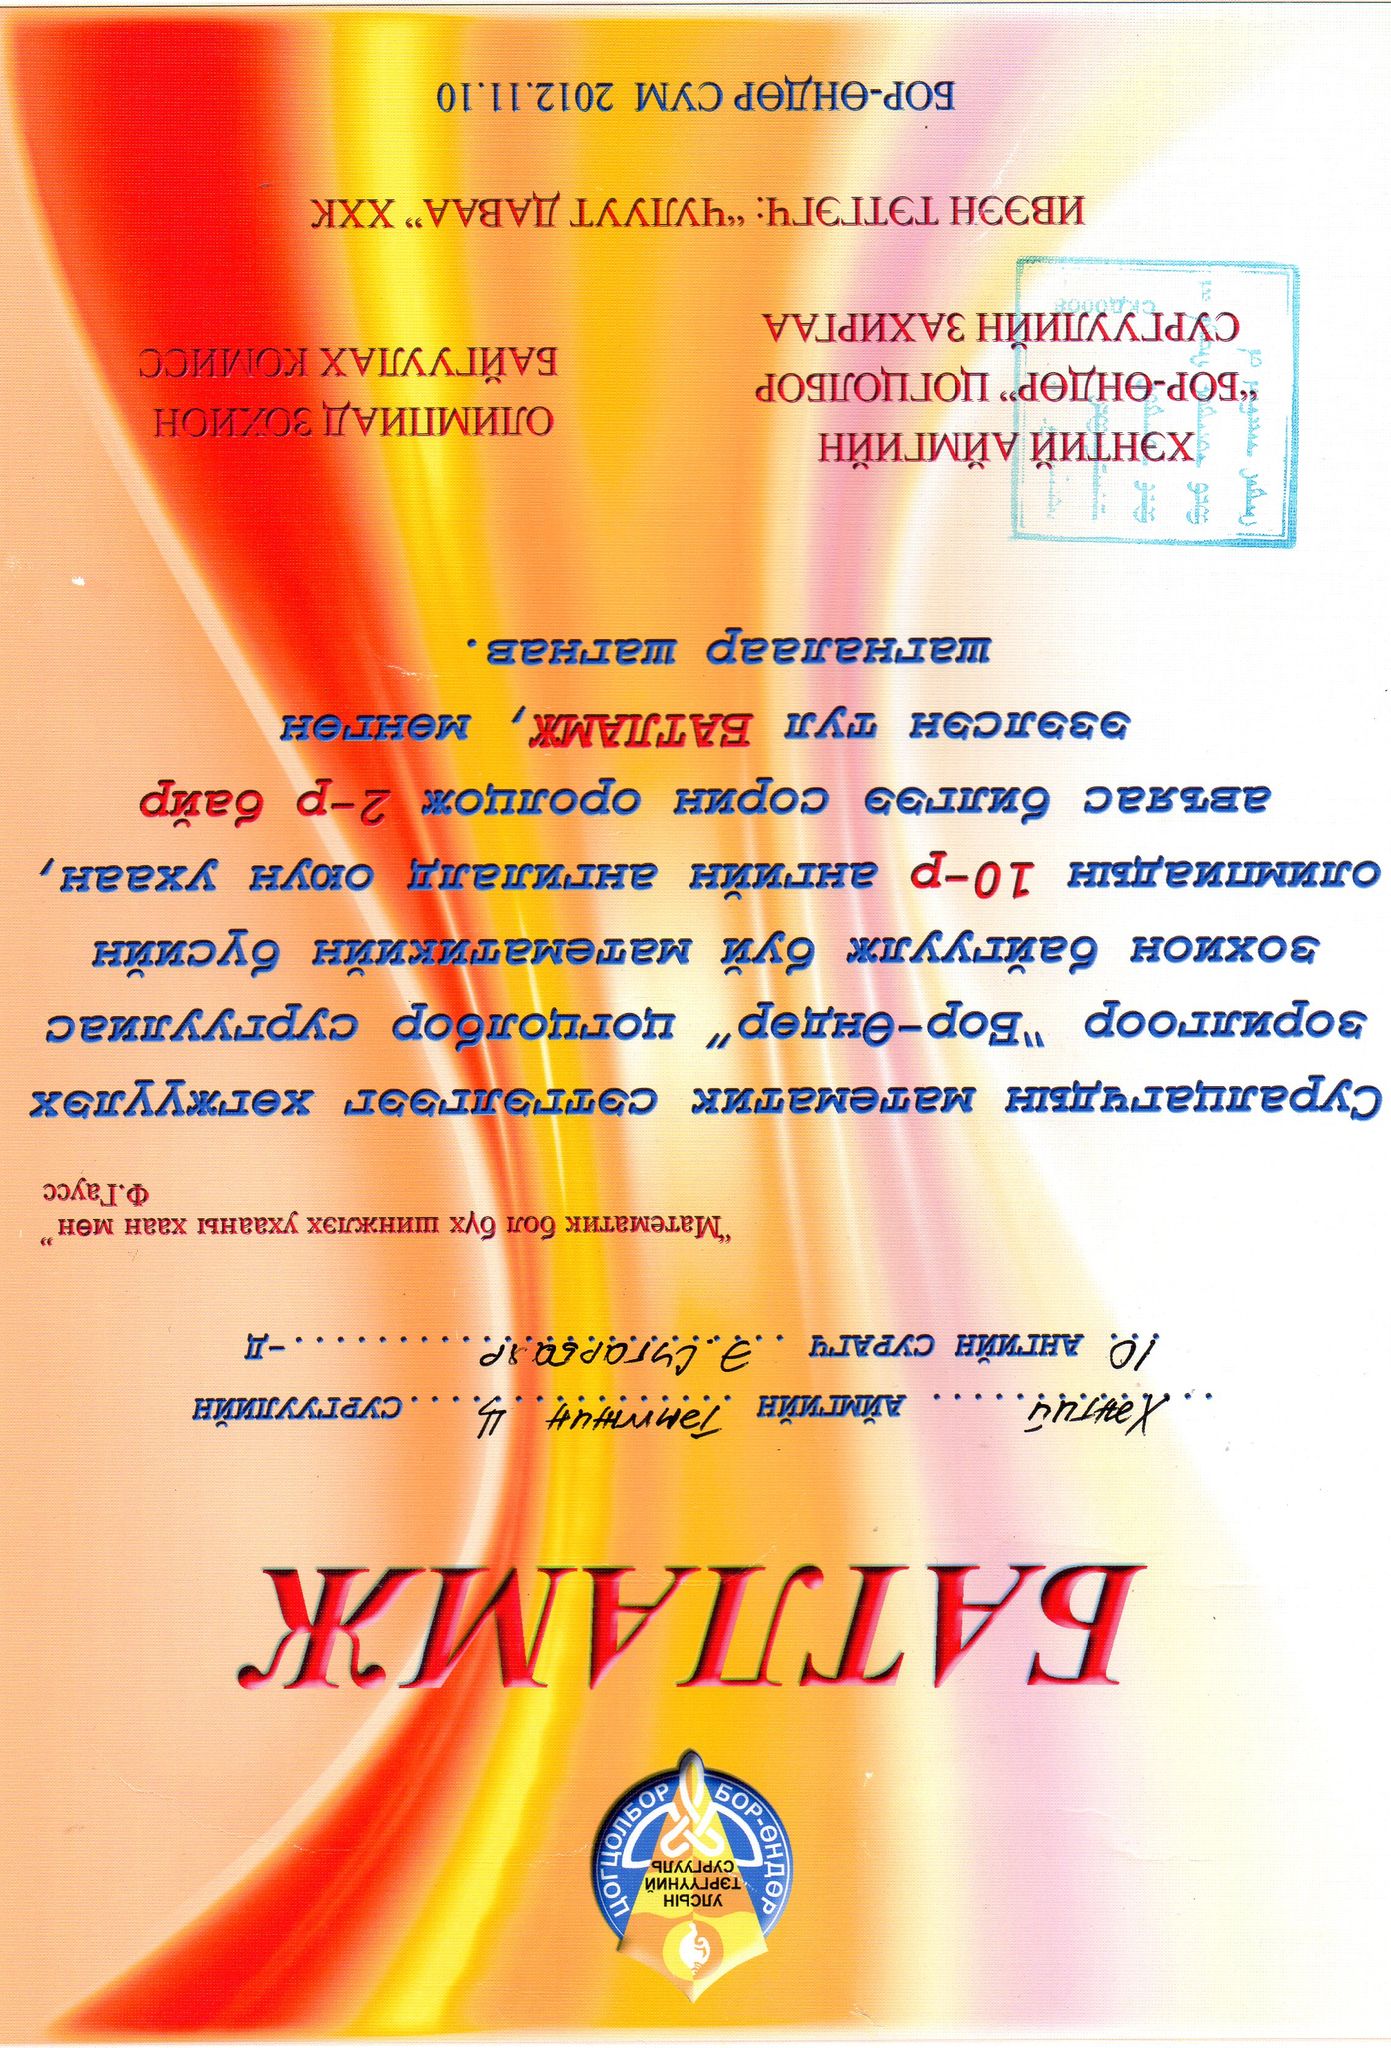 УЛСЫН
ТЭРГҮҮНИЙ
СУРГУУЛЬ
БОР-ӨНДӨР ЦОГЦОЛБОР
БАТЛАМЖ
Хэнтий АЙМГИЙН Тэмүүжин Ц СУРГУУЛИЙН
10 АНГИЙН СУРАГЧ Э.Сугарбаяр -Д
“Математик бол бүх шинжлэх ухааны хаан мөн”
Ф.Гаусс
Суралцагчдын математик сэтгэлгээг хөгжүүлэх
зорилгоор “Бор-Өндөр” цогцолбор сургуулиас
зохион байгуулж буй математикийн бүсийн
олимпиадын 10-р ангийн ангилалд оюун ухаан,
авъяас билгээ сорин оролцож 2-р байр
эзэлсэн тул БАТЛАМЖ, мөнгөн
шагналаар шагнав.
ХЭНТИЙ АЙМГИЙН
“БОР-ӨНДӨР” ЦОГЦОЛБОР
СУРГУУЛИЙН ЗАХИРГАА
СКД0008
ОЛИМПИАД ЗОХИОН
БАЙГУУЛАХ КОМИСС
ИВЭЭН ТЭТГЭГЧ: “ЧУЛУУТ ДАВАА” ХХК
БОР-ӨНДӨР СУМ 2012.11.10